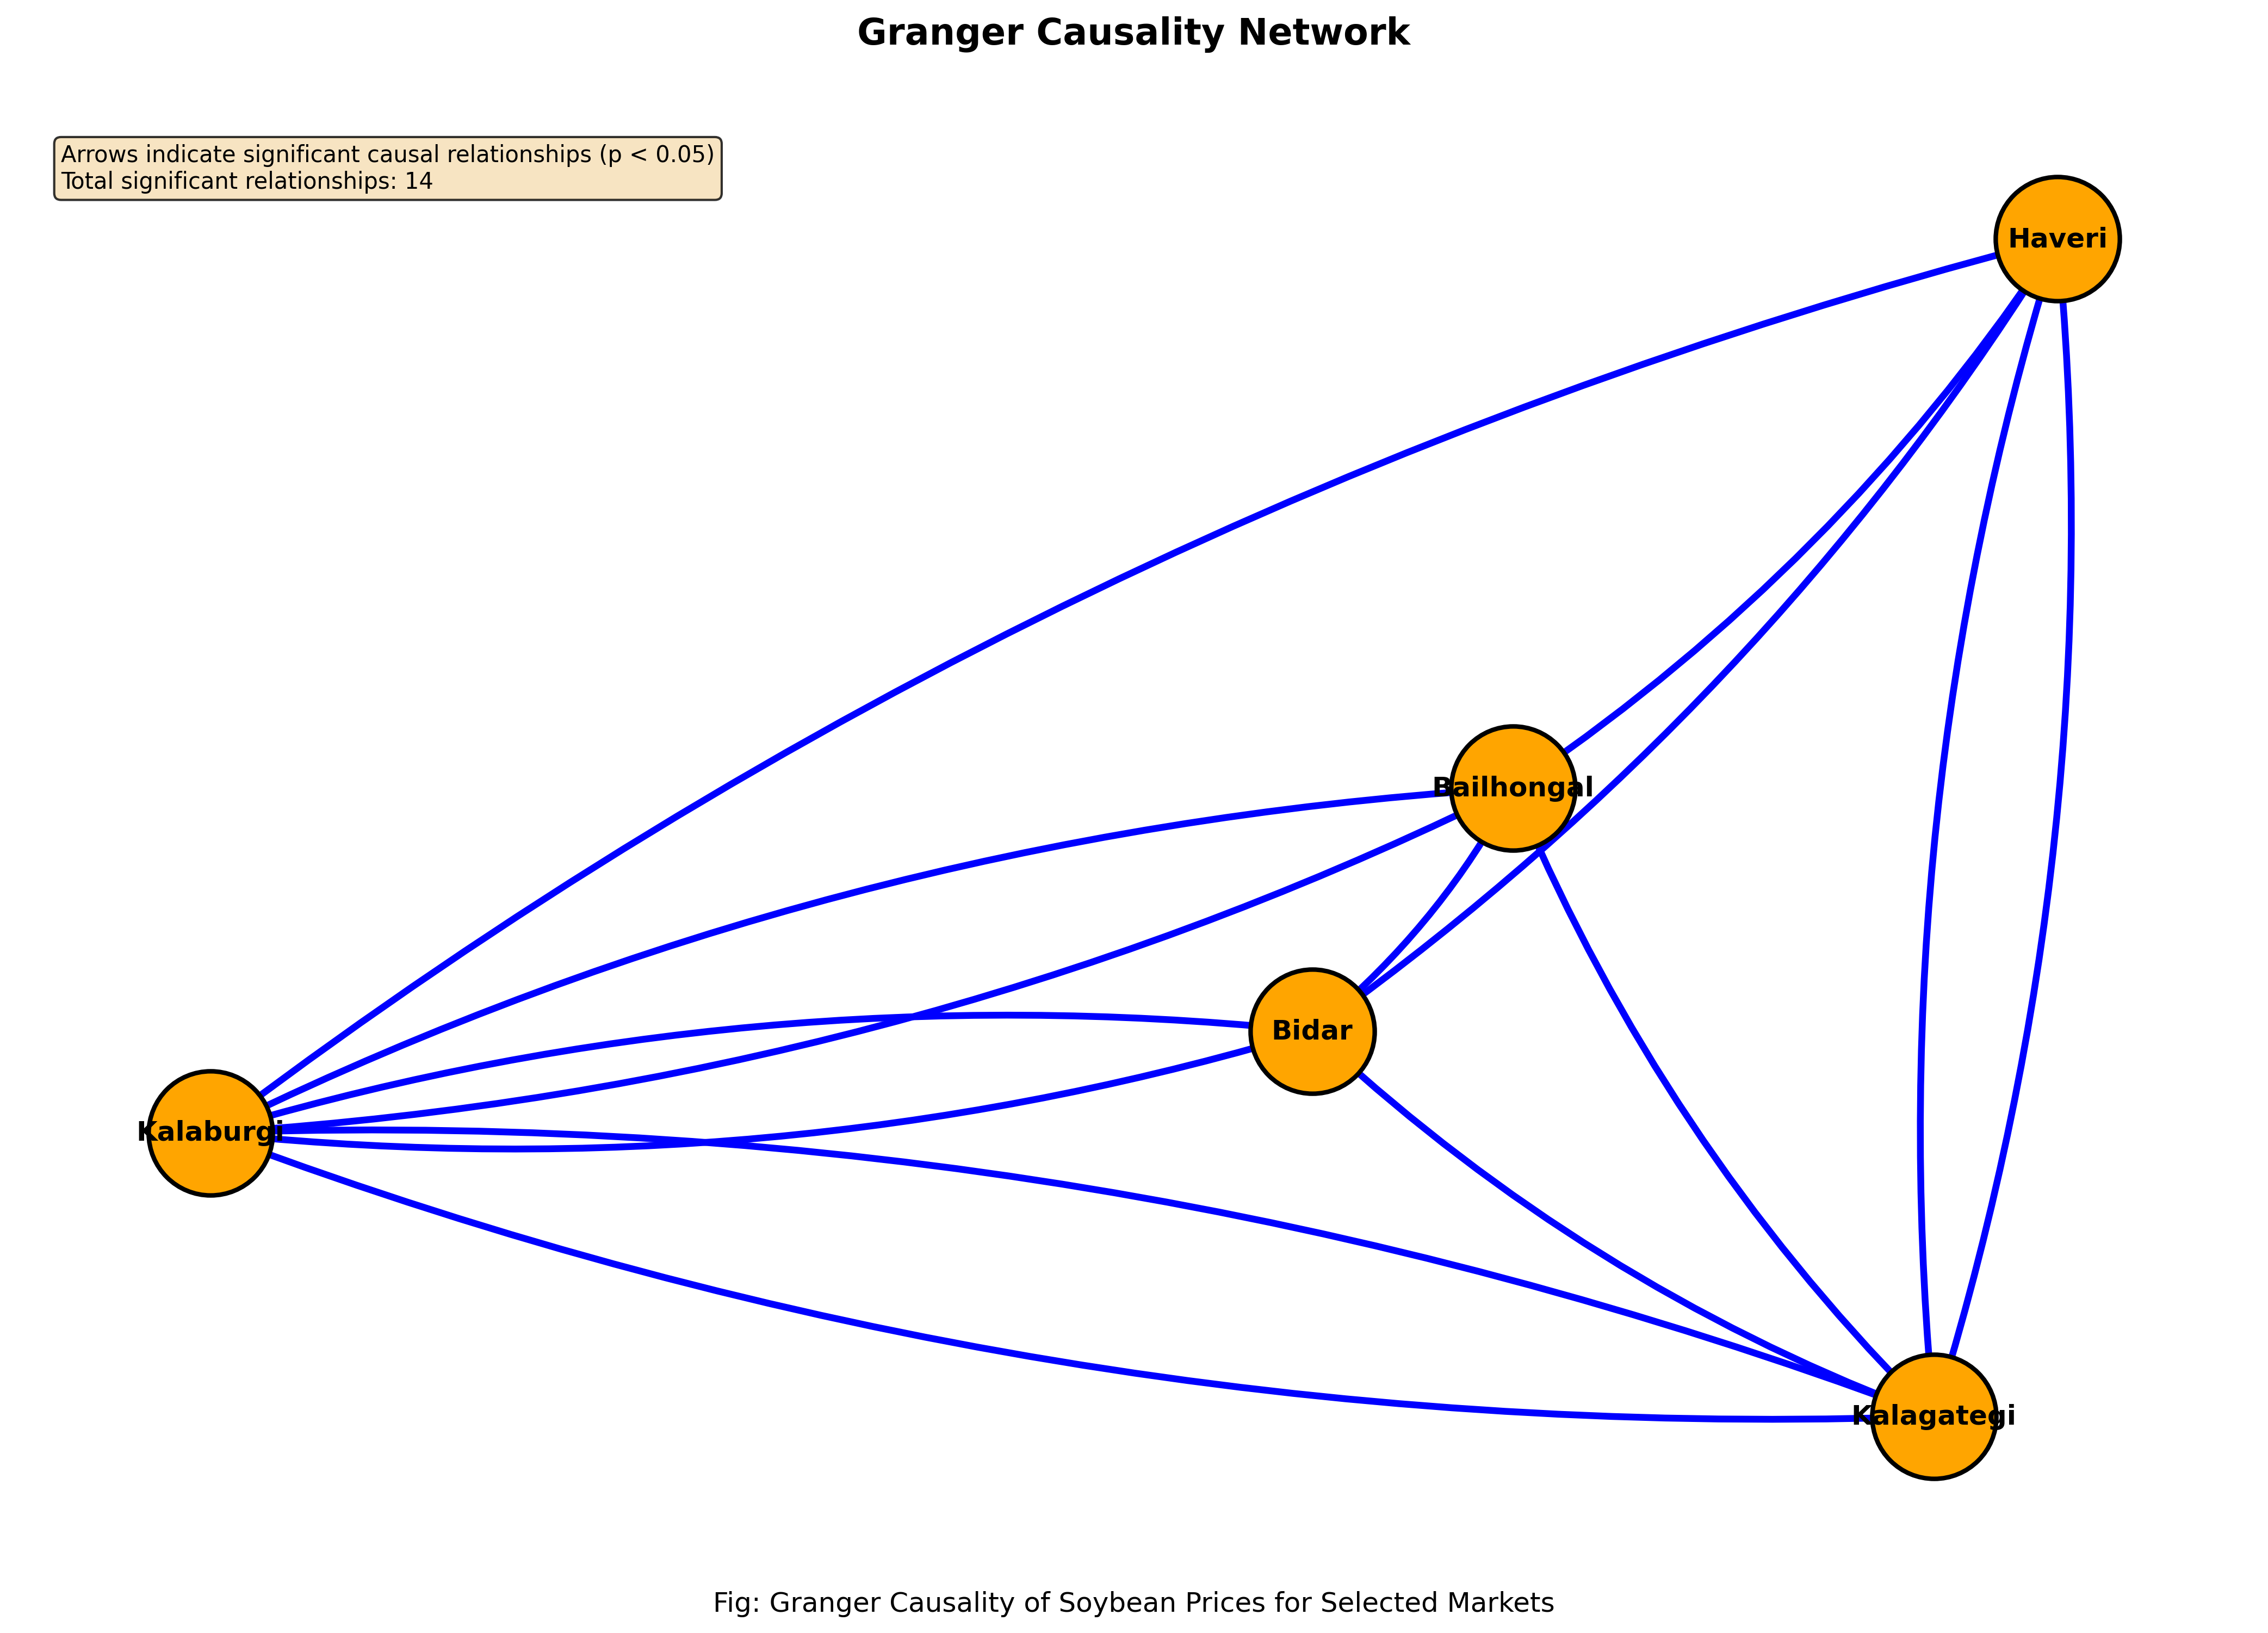 Granger Causality Network
Arrows indicate significant causal relationships (p < 0.05)
Total significant relationships: 14
Haveri
Bailhongal
Bidar
Kalaburgi
Kalagategi
Fig: Granger Causality of Soybean Prices for Selected Markets